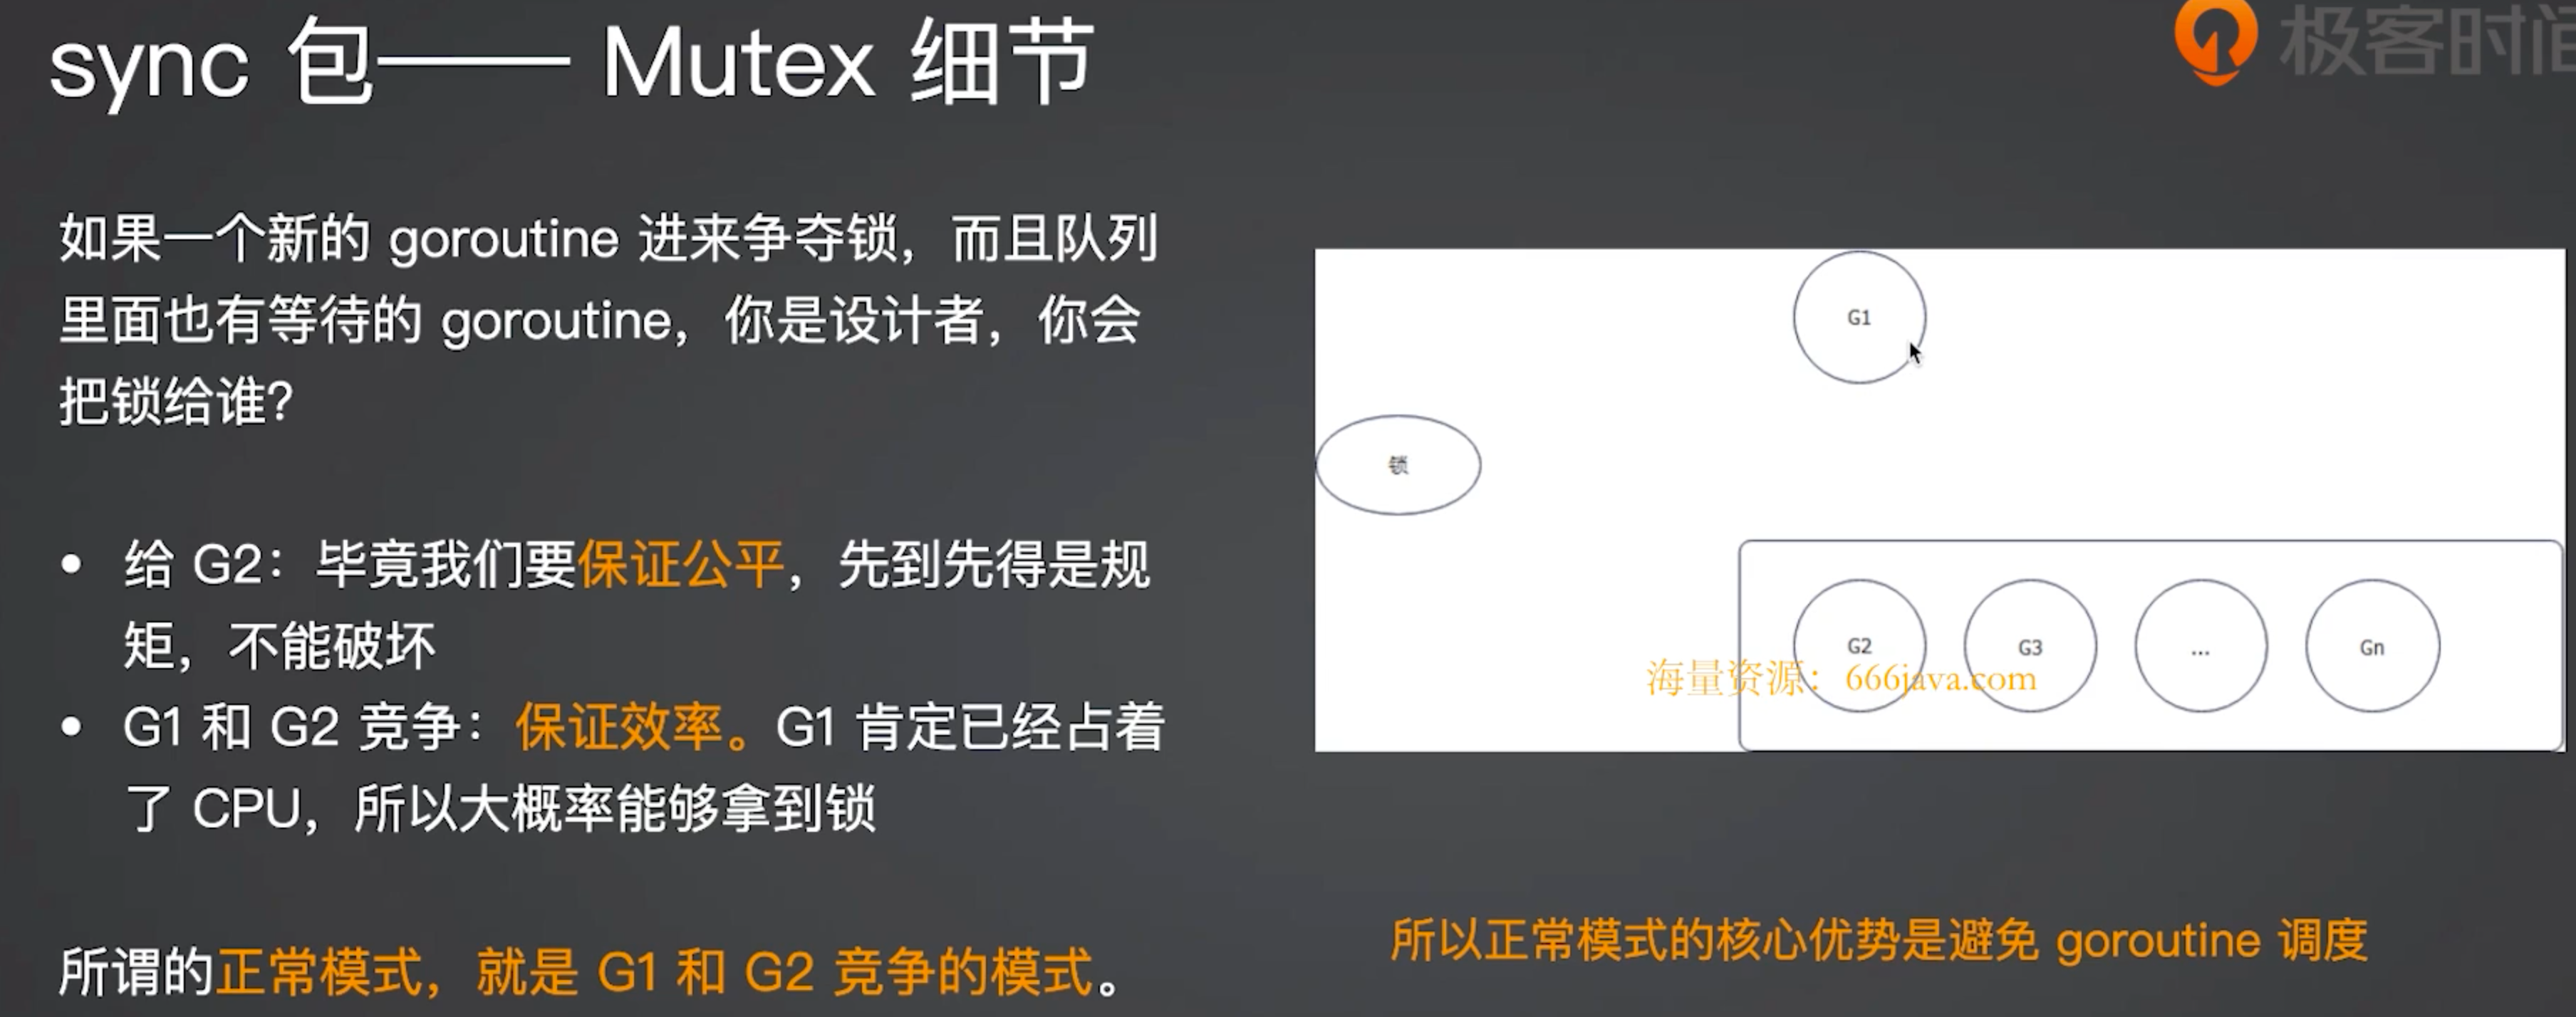 sync 包—— Mutex 细节
极客时间
如果一个新的 goroutine 进来争夺锁，而且队列
里面也有等待的 goroutine，你是设计者，你会
把锁给谁？
• 给 G2：毕竟我们要保证公平，先到先得是规
矩，不能破坏
• G1 和 G2 竞争：保证效率。G1 肯定已经占着
了 CPU，所以大概率能够拿到锁
所谓的正常模式，就是 G1 和 G2 竞争的模式。
G1
锁
G2
G3
...
Gn
海量资源：666java.com
所以正常模式的核心优势是避免 goroutine 调度